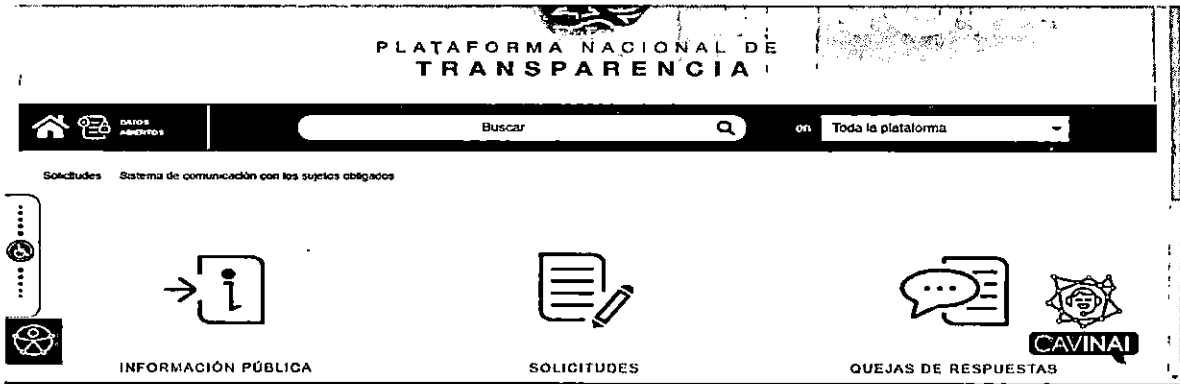 PLATAFORMA NACIONAL DE
TRANSPARENCIA
DATOS
ABIERTOS
Buscar
en
Toda la plataforma
Solicitudes
Sistema de comunicación con los sujetos obligados
CAVINAI
INFORMACIÓN PÚBLICA
SOLICITUDES
QUEJAS DE RESPUESTAS